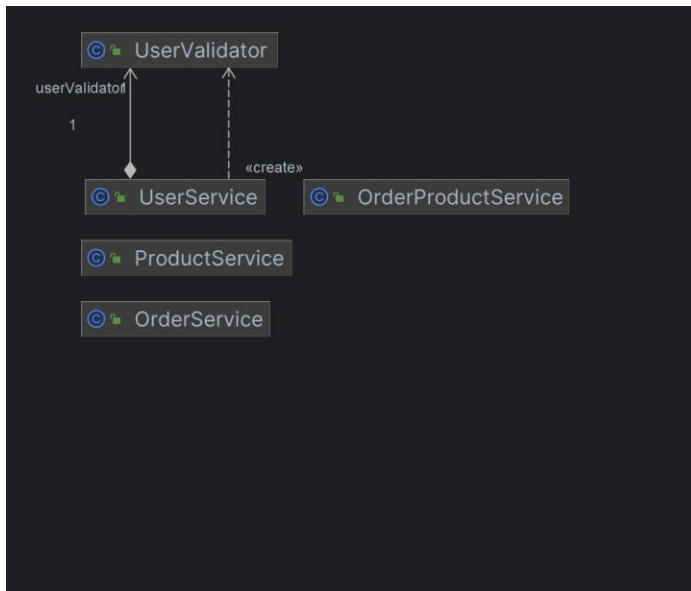 UserValidator
userValidator
1
«create»
UserService
OrderProductService
ProductService
OrderService